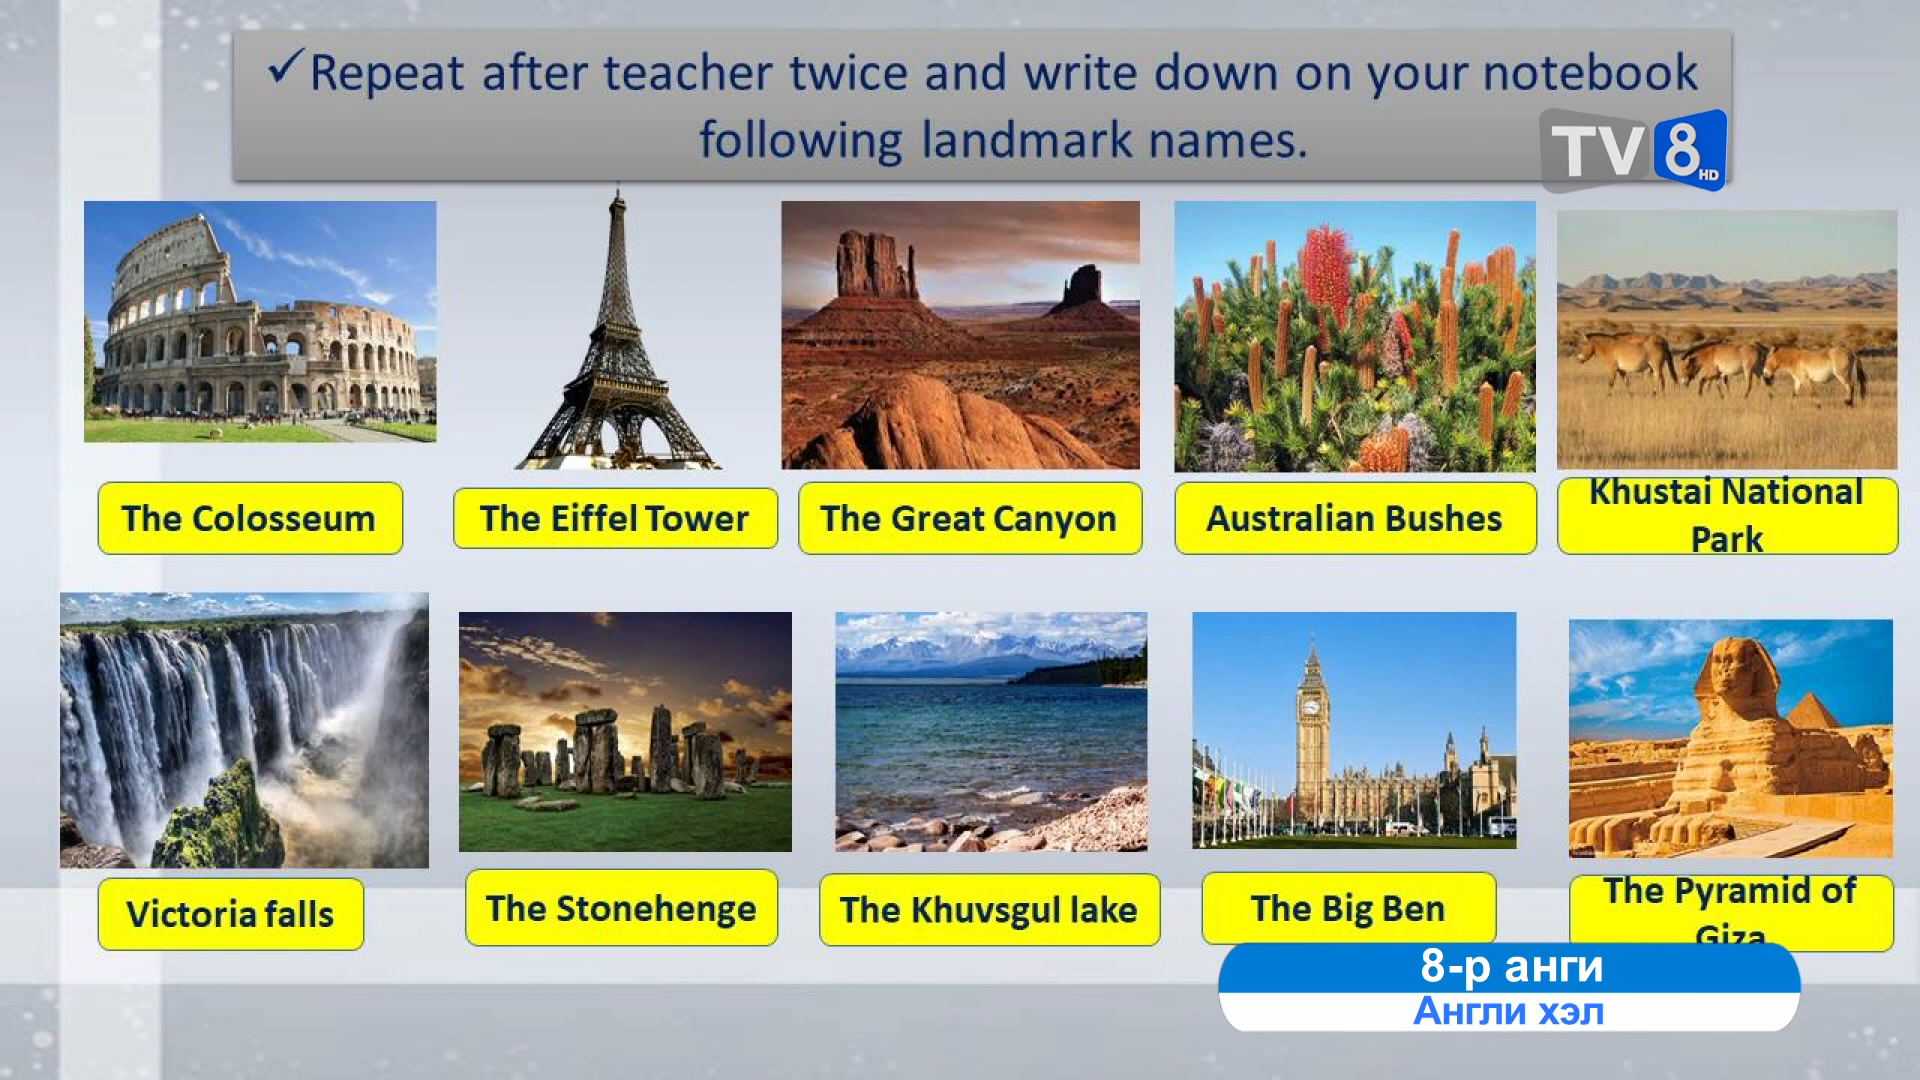 ✓Repeat after teacher twice and write down on your notebook
following landmark names.
TV8 HD
The Colosseum
The Eiffel Tower
The Great Canyon
Australian Bushes
Khustai National
Park
Victoria falls
The Stonehenge
The Khuvsgul lake
The Big Ben
The Pyramid of
Giza
8-р анги
Англи хэл